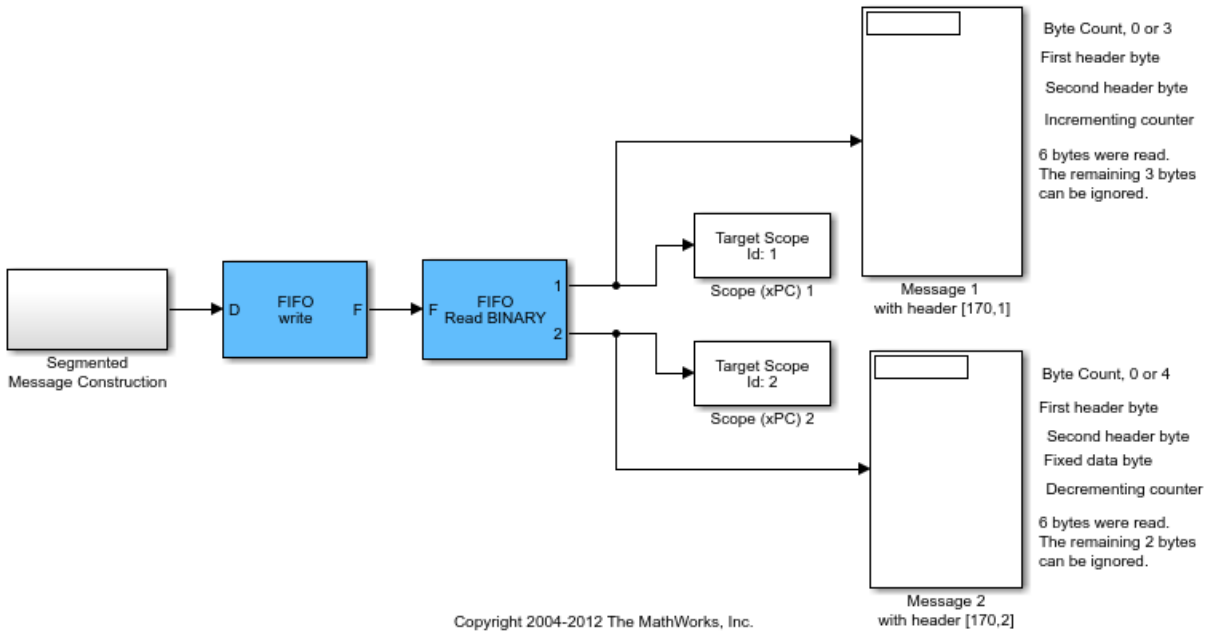 Byte Count, 0 or 3
First header byte
Second header byte
Incrementing counter
6 bytes were read.
The remaining 3 bytes
can be ignored.
Message 1
with header [170,1]
Target Scope
Id: 1
Scope (xPC) 1
Segmented
Message Construction
D
FIFO
write
F
F
FIFO
Read BINARY
1
2
Target Scope
Id: 2
Scope (xPC) 2
Byte Count, 0 or 4
First header byte
Second header byte
Fixed data byte
Decrementing counter
6 bytes were read.
The remaining 2 bytes
can be ignored.
Message 2
with header [170,2]
Copyright 2004-2012 The MathWorks, Inc.